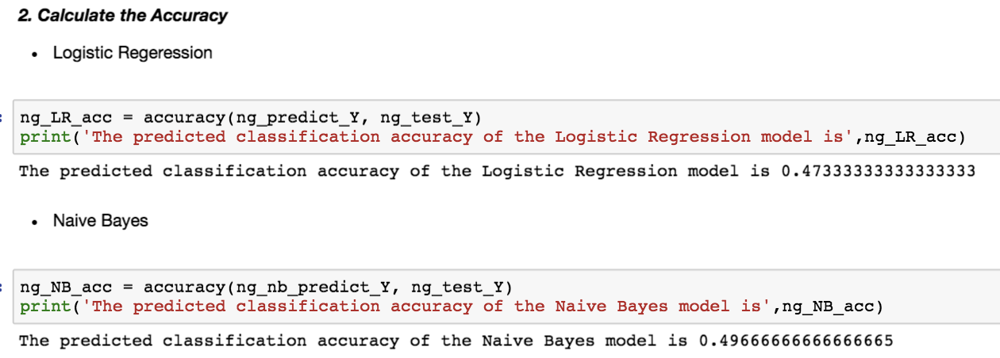 2. Calculate the Accuracy
• Logistic Regeression
: ng_LR_acc = accuracy(ng_predict_Y, ng_test_Y)
print('The predicted classification accuracy of the Logistic Regression model is',ng_LR_acc)
The predicted classification accuracy of the Logistic Regression model is 0.47333333333333333
• Naive Bayes
: ng_NB_acc = accuracy(ng_nb_predict_Y, ng_test_Y)
print('The predicted classification accuracy of the Naive Bayes model is',ng_NB_acc)
The predicted classification accuracy of the Naive Bayes model is 0.49666666666666665